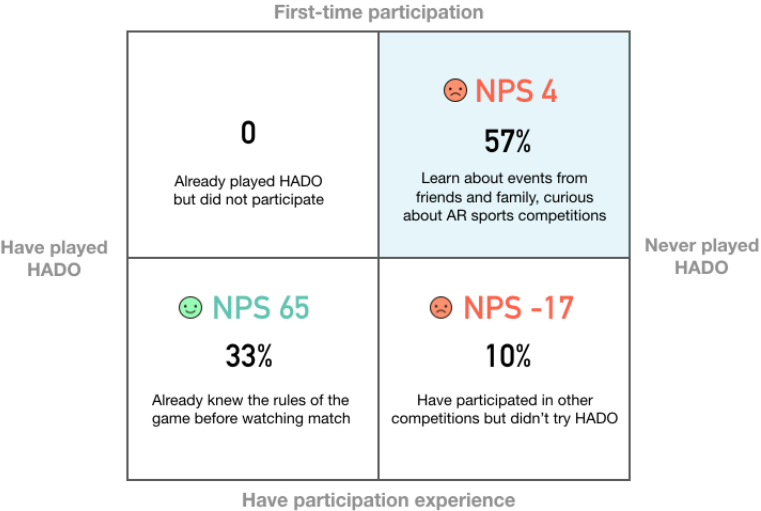 First-time participation
NPS 4
57%
Learn about events from
friends and family, curious
about AR sports competitions
0
Already played HADO
but did not participate
Have played
HADO
Never played
HADO
NPS 65
33%
Already knew the rules of the
game before watching match
NPS -17
10%
Have participated in other
competitions but didn’t try HADO
Have participation experience